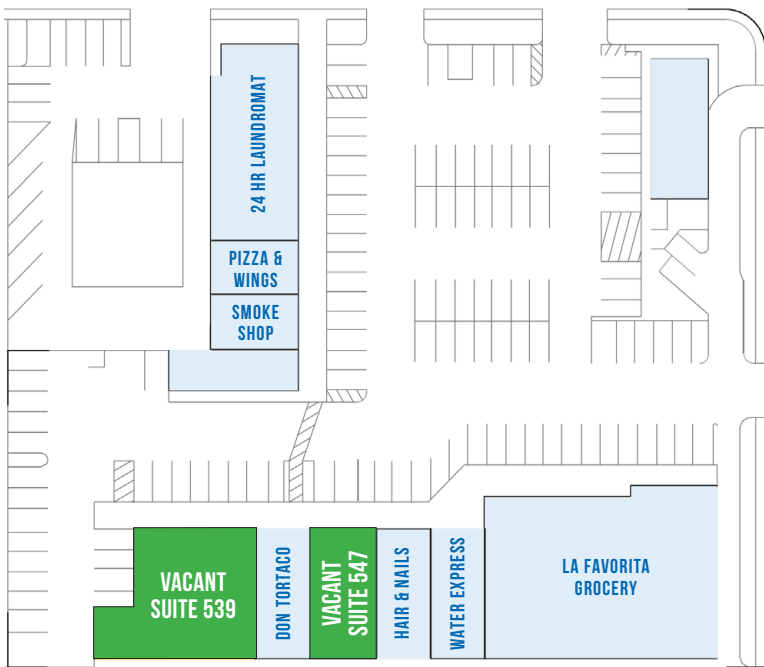 24 HR LAUNDROMAT
PIZZA &
WINGS
SMOKE
SHOP
VACANT
SUITE 539
DON TORTACO
VACANT
SUITE 547
HAIR & NAILS
WATER EXPRESS
LA FAVORITA
GROCERY